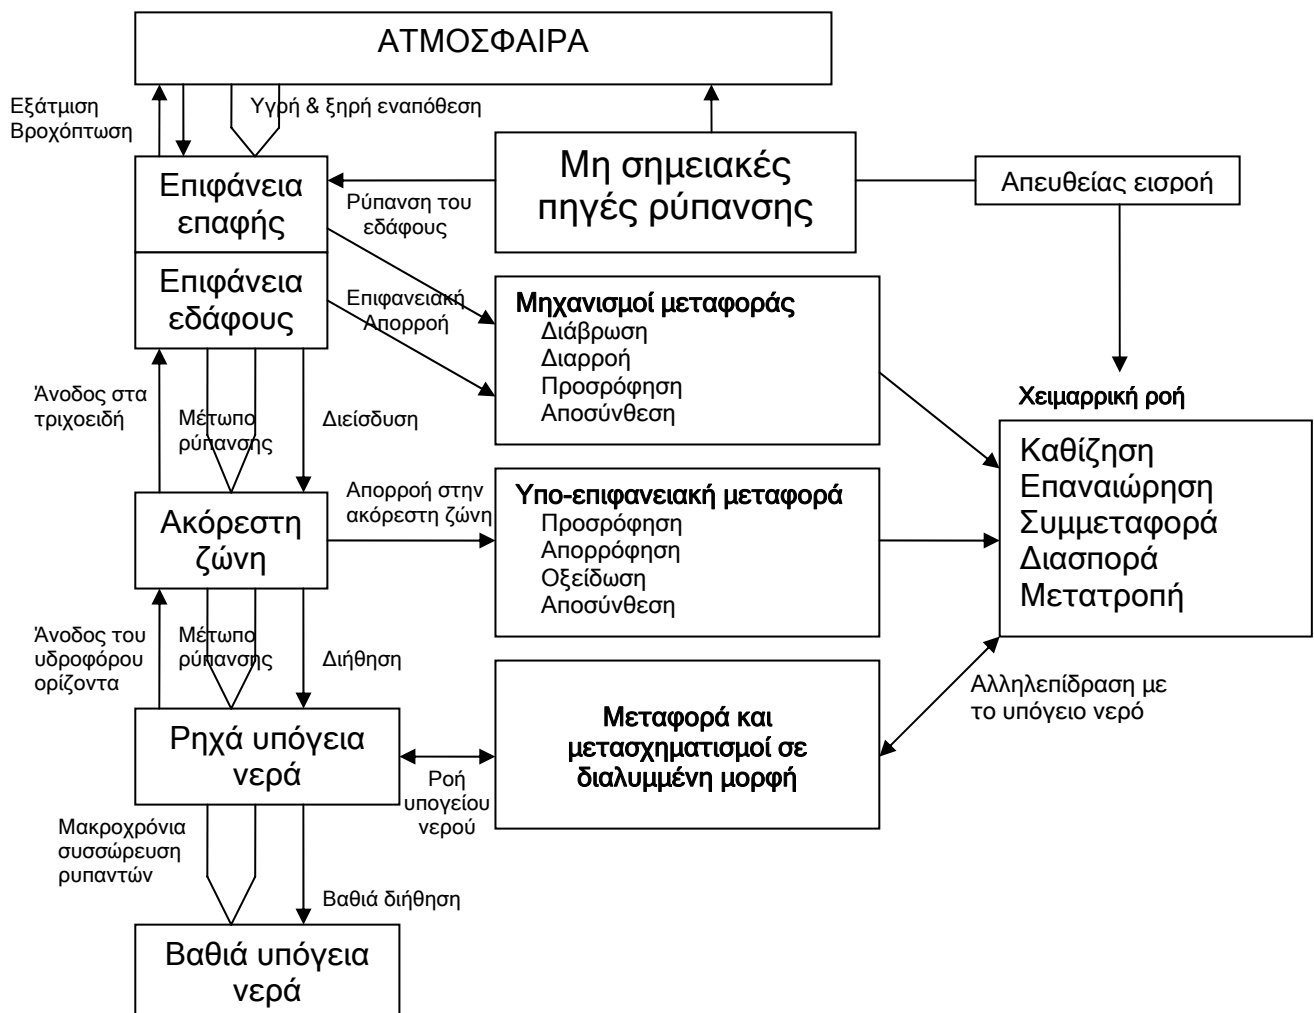 ΑΤΜΟΣΦΑΙΡΑ
Εξάτμιση
Βροχόπτωση
Υγρή & ξηρή εναπόθεση
Επιφάνεια
επαφής
Ρύπανση του
εδάφους
Μη σημειακές
πηγές ρύπανσης
Απευθείας εισροή
Επιφάνεια
εδάφους
Επιφανειακή
Απορροή
Μηχανισμοί μεταφοράς
Διάβρωση
Διαρροή
Προσρόφηση
Αποσύνθεση
Άνοδος στα
τριχοειδή
Μέτωπο
ρύπανσης
Διείσδυση
Χειμαρρική ροή
Καθίζηση
Επαναιώρηση
Συμμεταφορά
Διασπορά
Μετατροπή
Ακόρεστη
ζώνη
Απορροή στην
ακόρεστη ζώνη
Υπο-επιφανειακή μεταφορά
Προσρόφηση
Απορρόφηση
Οξείδωση
Αποσύνθεση
Άνοδος του
υδροφόρου
ορίζοντα
Μέτωπο
ρύπανσης
Διήθηση
Αλληλεπίδραση με
το υπόγειο νερό
Ρηχά υπόγεια
νερά
Ροή
υπογείου
νερού
Μεταφορά και
μετασχηματισμοί σε
διαλυμμένη μορφή
Μακροχρόνια
συσσώρευση
ρυπαντών
Βαθιά διήθηση
Βαθιά υπόγεια
νερά